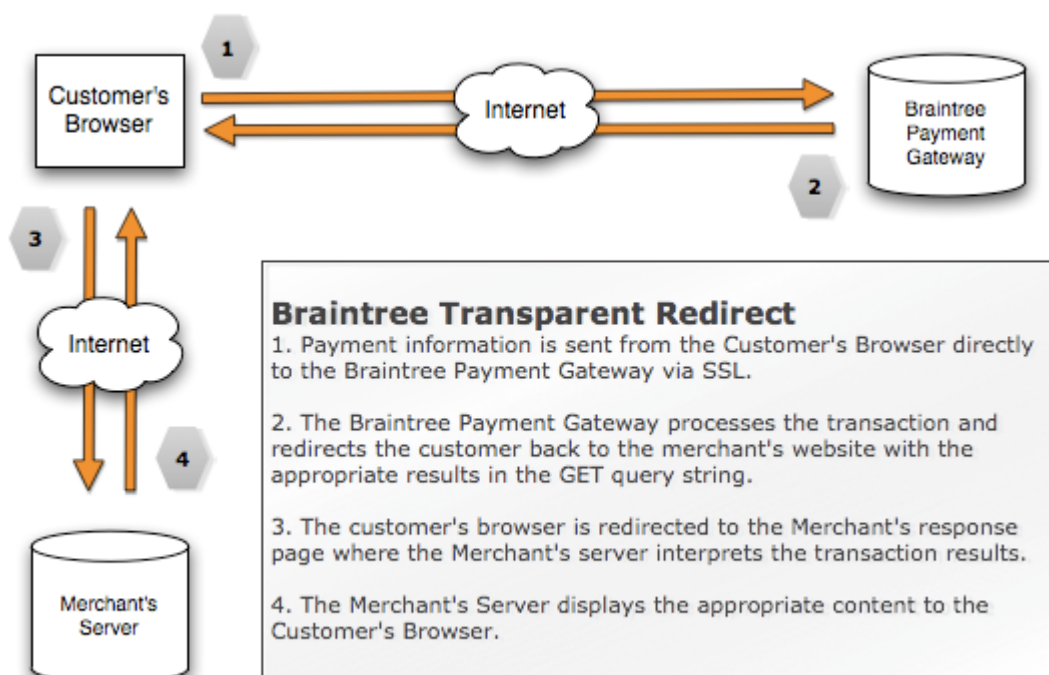 1
Customer's
Browser
Internet
Braintree
Payment
Gateway
2
3
Internet
4
Merchant's
Server
Braintree Transparent Redirect
1. Payment information is sent from the Customer's Browser directly
to the Braintree Payment Gateway via SSL.
2. The Braintree Payment Gateway processes the transaction and
redirects the customer back to the merchant's website with the
appropriate results in the GET query string.
3. The customer's browser is redirected to the Merchant's response
page where the Merchant's server interprets the transaction results.
4. The Merchant's Server displays the appropriate content to the
Customer's Browser.